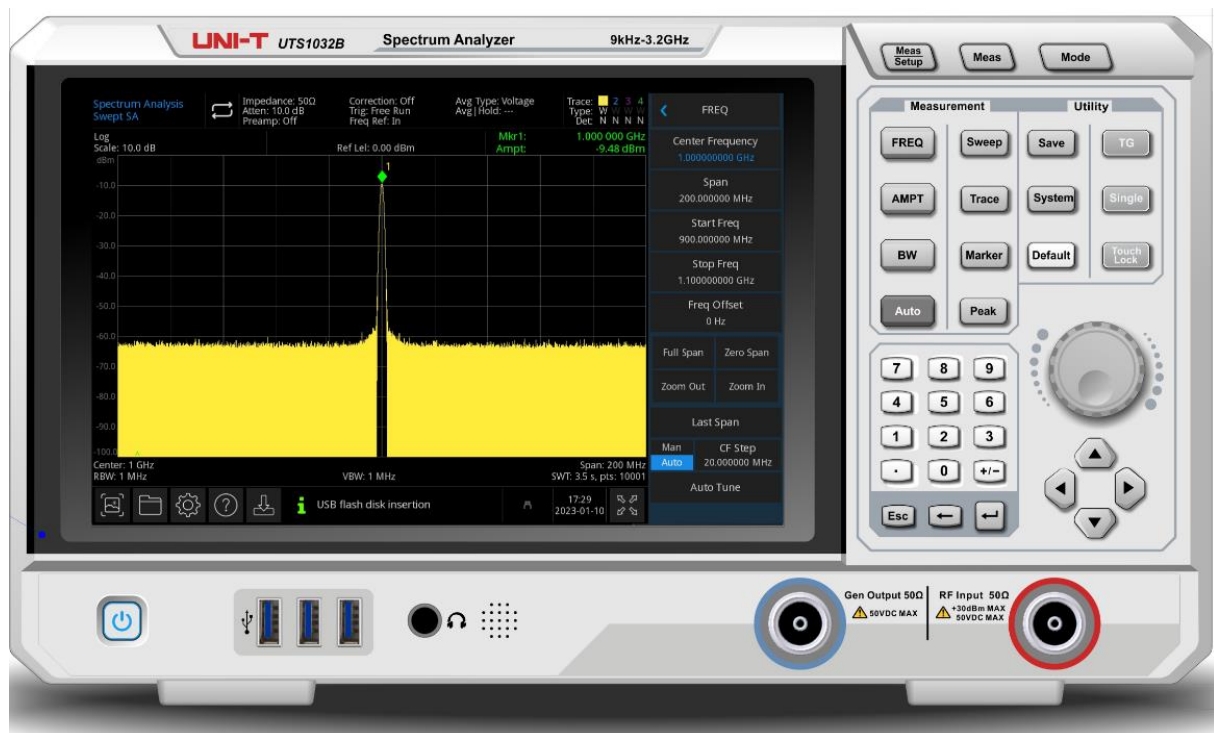 UNI-T UTS1032B Spectrum Analyzer 9kHz-3.2GHz
Spectrum Analysis
Swept SA
Impedance: 50Ω
Atten: 10.0 dB
Preamp: Off
Correction: Off
Trig: Free Run
Freq Ref: In
Avg Type: Voltage
Avg|Hold: ---
Trace: 1 2 3 4
Type: W W W W
Det: N N N N
Log
Scale: 10.0 dB
Ref Lel: 0.00 dBm
Mkr1: 1.000 000 GHz
Ampt: -9.48 dBm
dBm
1
-10.0
-20.0
-30.0
-40.0
-50.0
-60.0
-70.0
-80.0
-90.0
-100.0
Center: 1 GHz
RBW: 1 MHz
VBW: 1 MHz
Span: 200 MHz
SWT: 3.5 s, pts: 10001
USB flash disk insertion
17:29
2023-01-10
FREQ
Center Frequency
1.000000000 GHz
Span
200.000000 MHz
Start Freq
900.000000 MHz
Stop Freq
1.100000000 GHz
Freq Offset
0 Hz
Full Span Zero Span
Zoom Out Zoom In
Last Span
Man
Auto
CF Step
20.000000 MHz
Auto Tune
Meas
Setup
Meas
Mode
Measurement Utility
FREQ Sweep Save TG
AMPT Trace System Single
BW Marker Default Touch
Lock
Auto Peak
7 8 9
4 5 6
1 2 3
. 0 +/-
Esc
Gen Output 50Ω
50VDC MAX
RF Input 50Ω
+30dBm MAX
50VDC MAX